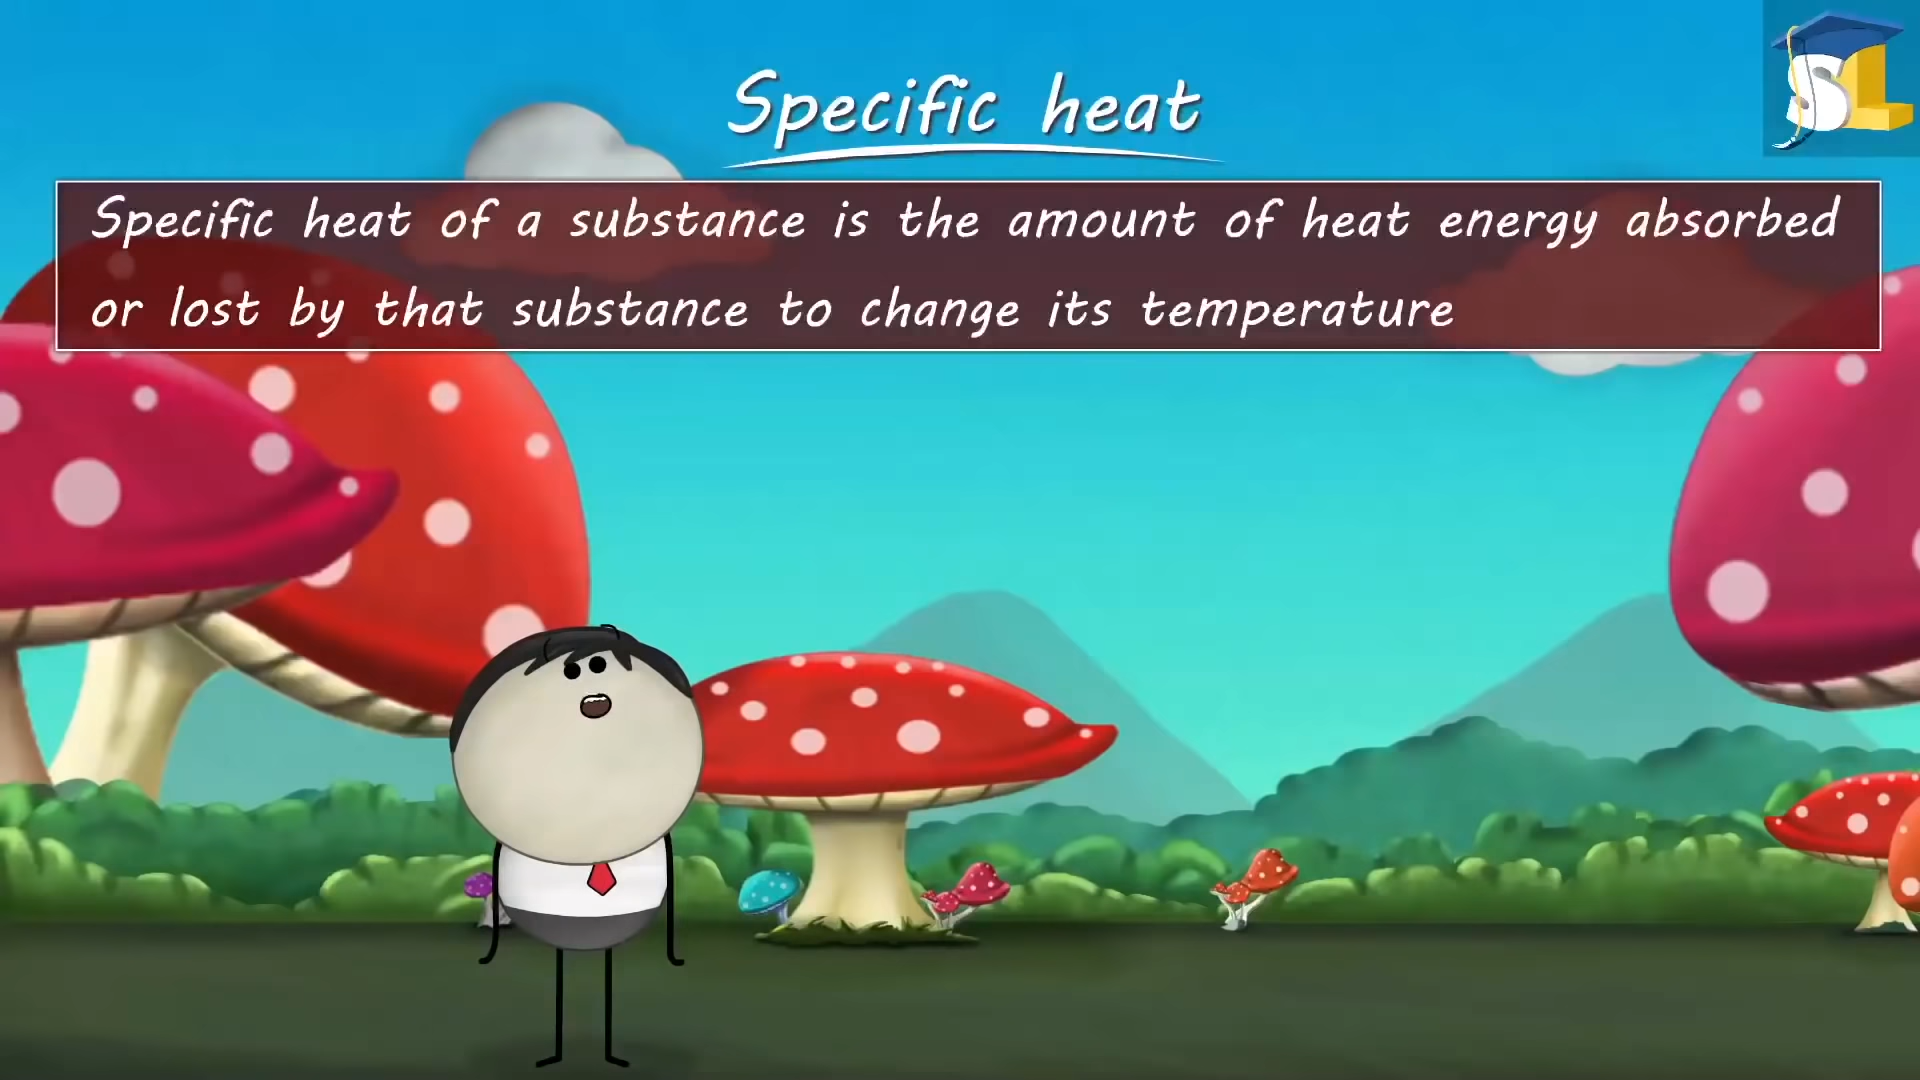 SL
Specific heat
Specific heat of a substance is the amount of heat energy absorbed
or lost by that substance to change its temperature